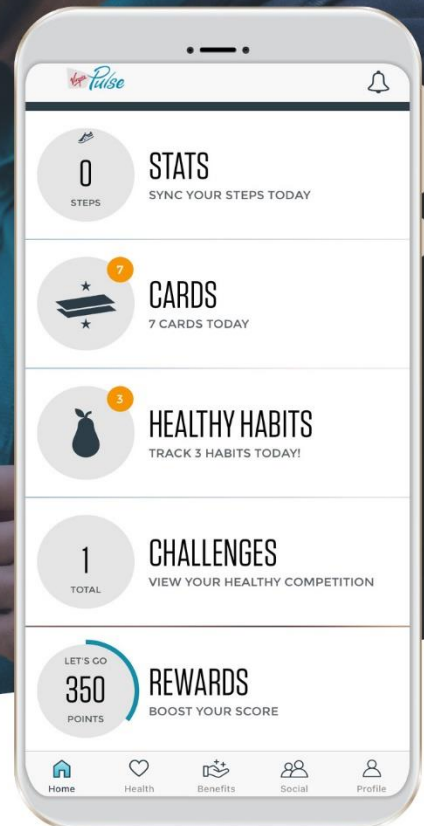 Virgin Pulse
0
STEPS
STATS
SYNC YOUR STEPS TODAY
7
CARDS
7 CARDS TODAY
3
HEALTHY HABITS
TRACK 3 HABITS TODAY!
1
TOTAL
CHALLENGES
VIEW YOUR HEALTHY COMPETITION
LET'S GO
350
POINTS
REWARDS
BOOST YOUR SCORE
Home Health Benefits Social Profile